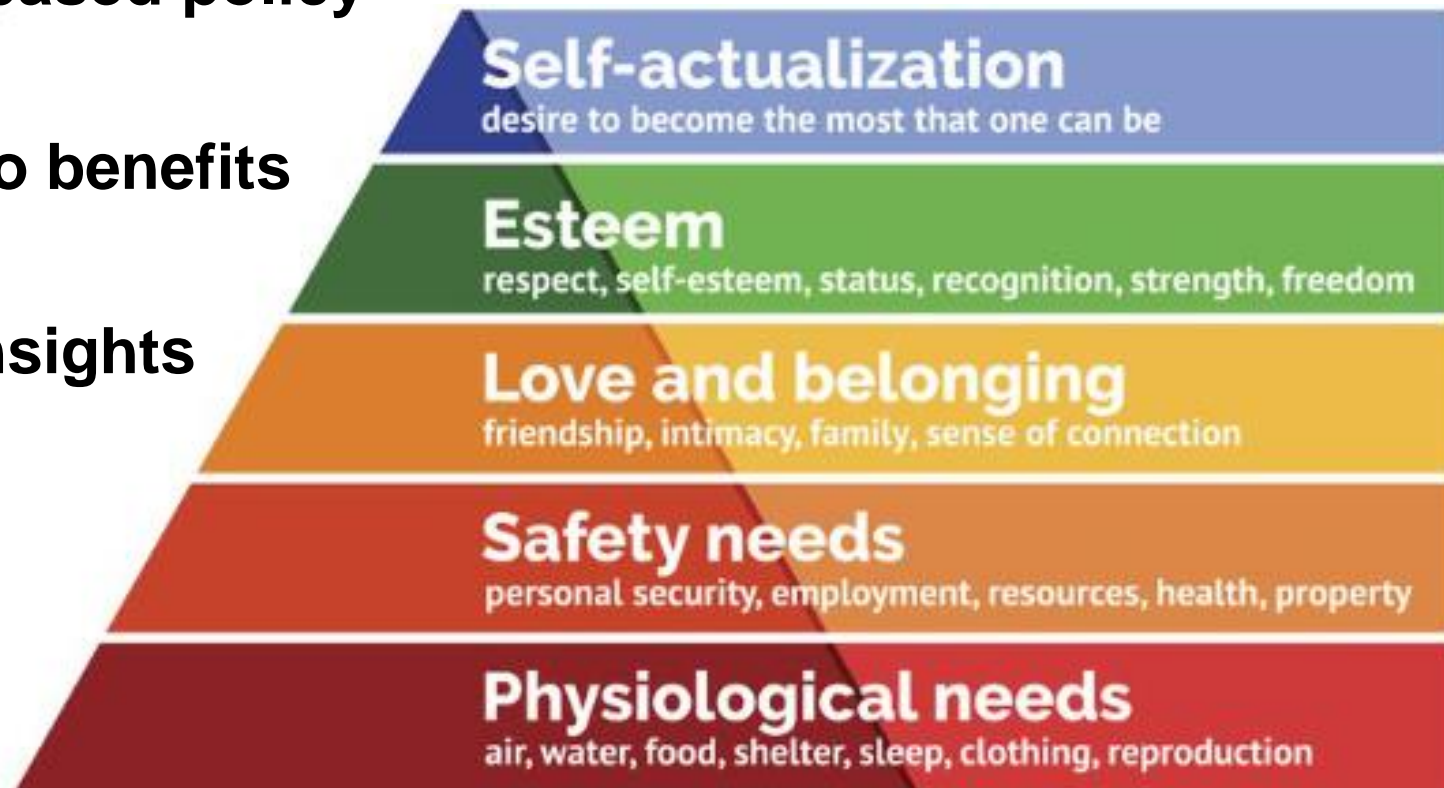 policy
benefits
Self-actualization
desire to become the most that one can be
Esteem
respect, self-esteem, status, recognition, strength, freedom
Love and belonging
friendship, intimacy, family, sense of connection
Safety needs
personal security, employment, resources, health, property
Physiological needs
air, water, food, shelter, sleep, clothing, reproduction